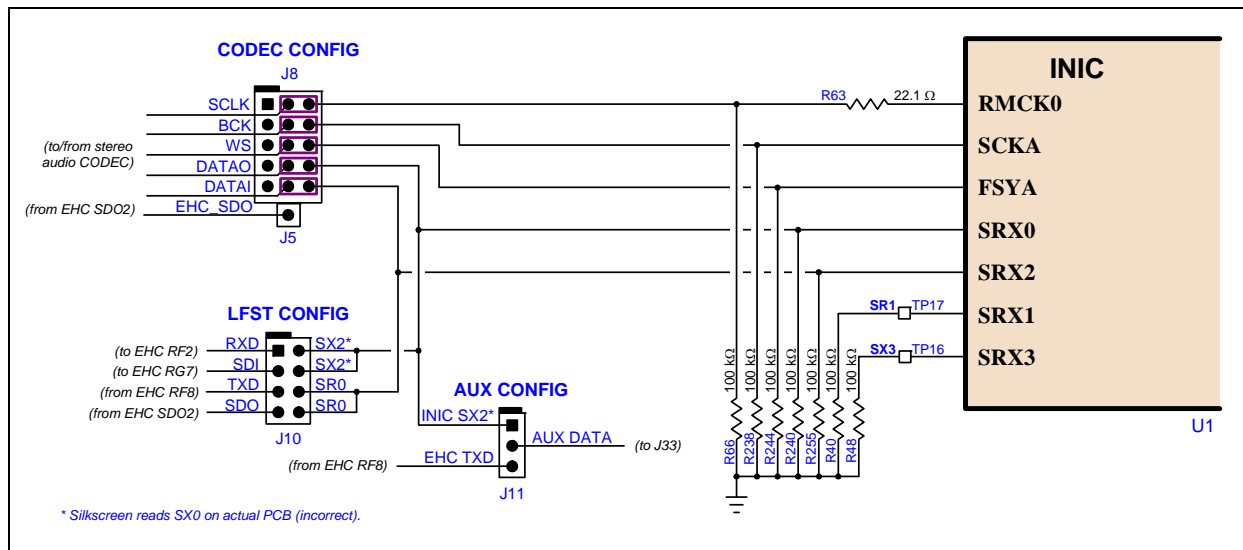 CODEC CONFIG
J8
SCLK
BCK
WS
DATAO
DATAI
EHC_SDO
J5
(to/from stereo
audio CODEC)
(from EHC SDO2)
LFST CONFIG
RXD
SX2*
SDI
SX2*
TXD
SR0
SDO
SR0
J10
(to EHC RF2)
(to EHC RG7)
(from EHC RF8)
(from EHC SDO2)
AUX CONFIG
INIC SX2*
AUX DATA
(to J33)
EHC TXD
(from EHC RF8)
J11
R63
22.1 Ω
INIC
RMCK0
SCKA
FSYA
SRX0
SRX2
SRX1
SRX3
U1
SR1
TP17
SX3
TP16
100 kΩ
100 kΩ
100 kΩ
100 kΩ
100 kΩ
100 kΩ
100 kΩ
R66
R238
R244
R240
R255
R40
R48
* Silkscreen reads SX0 on actual PCB (incorrect).